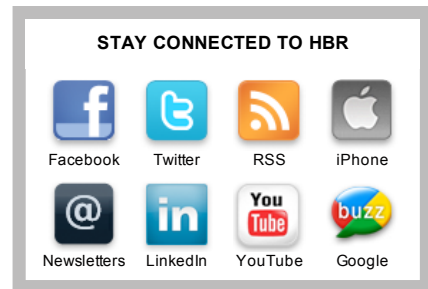 STAY CONNECTED TO HBR
f t
Facebook Twitter RSS iPhone
@ in You Tube buzz
Newsletters LinkedIn YouTube Google